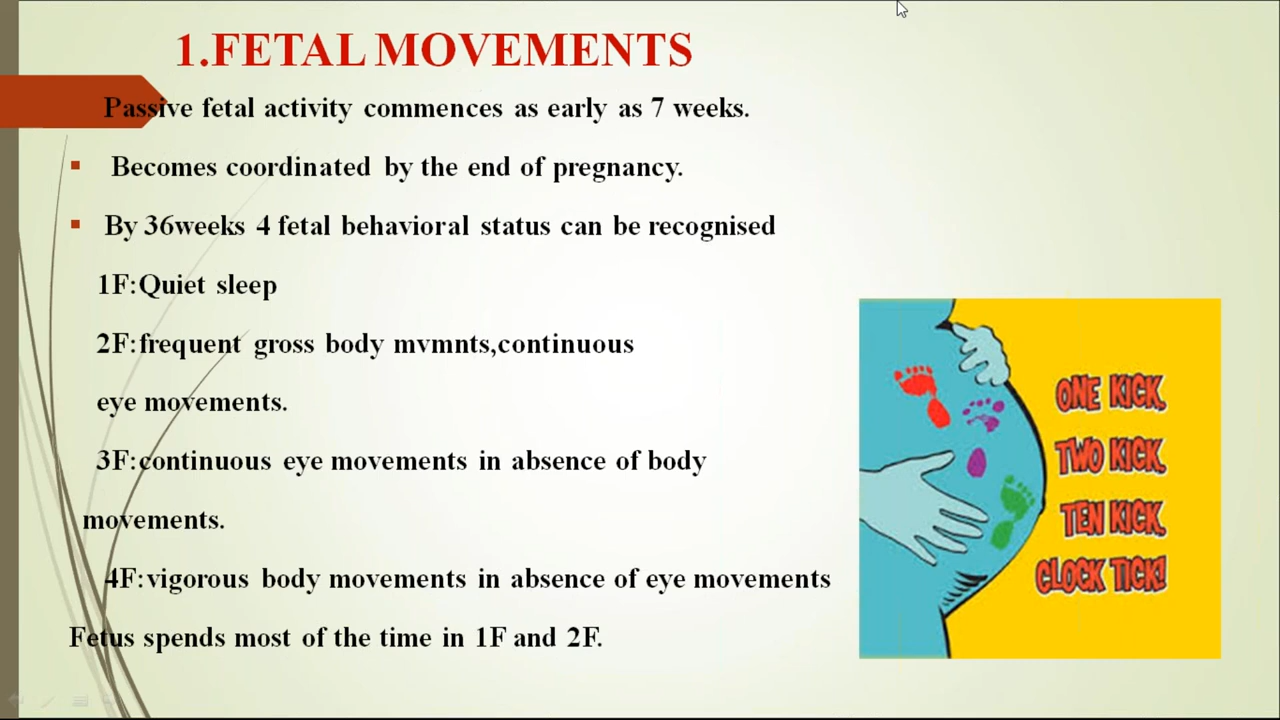 1.FETAL MOVEMENTS
Passive fetal activity commences as early as 7 weeks.
Becomes coordinated by the end of pregnancy.
By 36weeks 4 fetal behavioral status can be recognised
1F:Quiet sleep
2F:frequent gross body mvmnts,continuous
eye movements.
3F:continuous eye movements in absence of body
movements.
4F:vigorous body movements in absence of eye movements
Fetus spends most of the time in 1F and 2F.
ONE KICK,
TWO KICK,
TEN KICK,
CLOCK TICK!